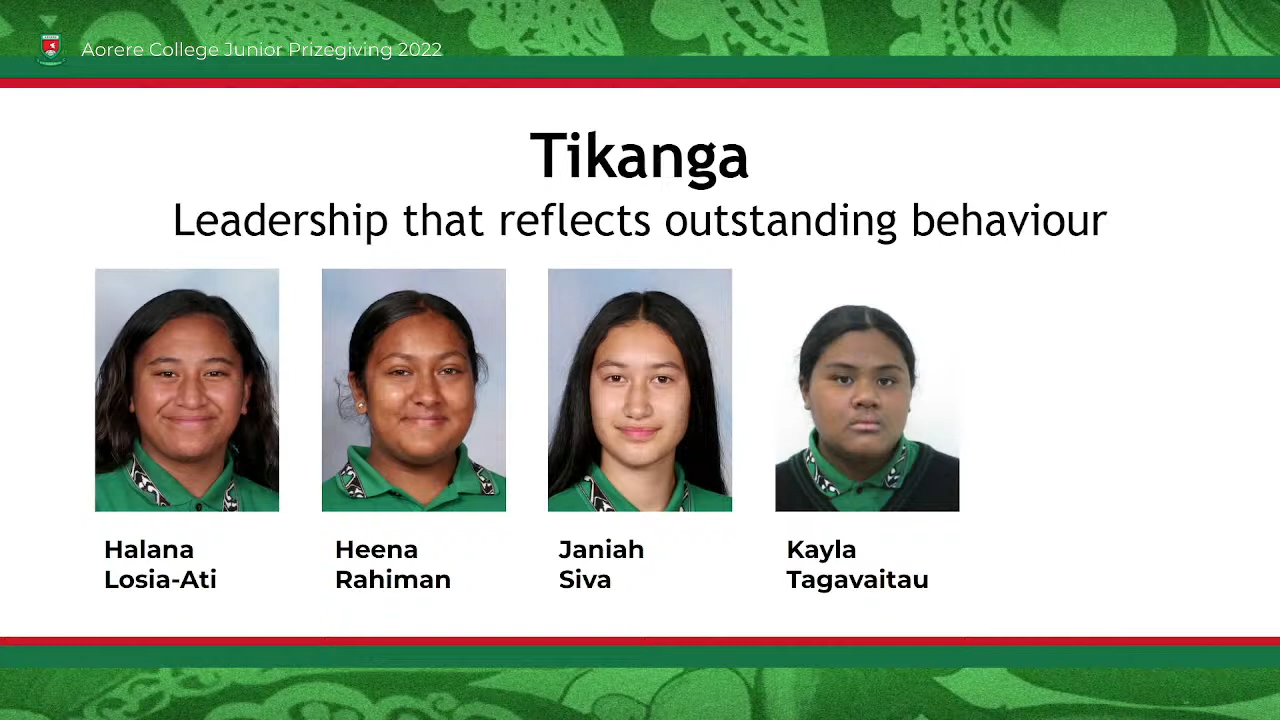 Aorere College Junior Prizegiving 2022
Tikanga
Leadership that reflects outstanding behaviour
Halana
Losia-Ati
Heena
Rahiman
Janiah
Siva
Kayla
Tagavaitau